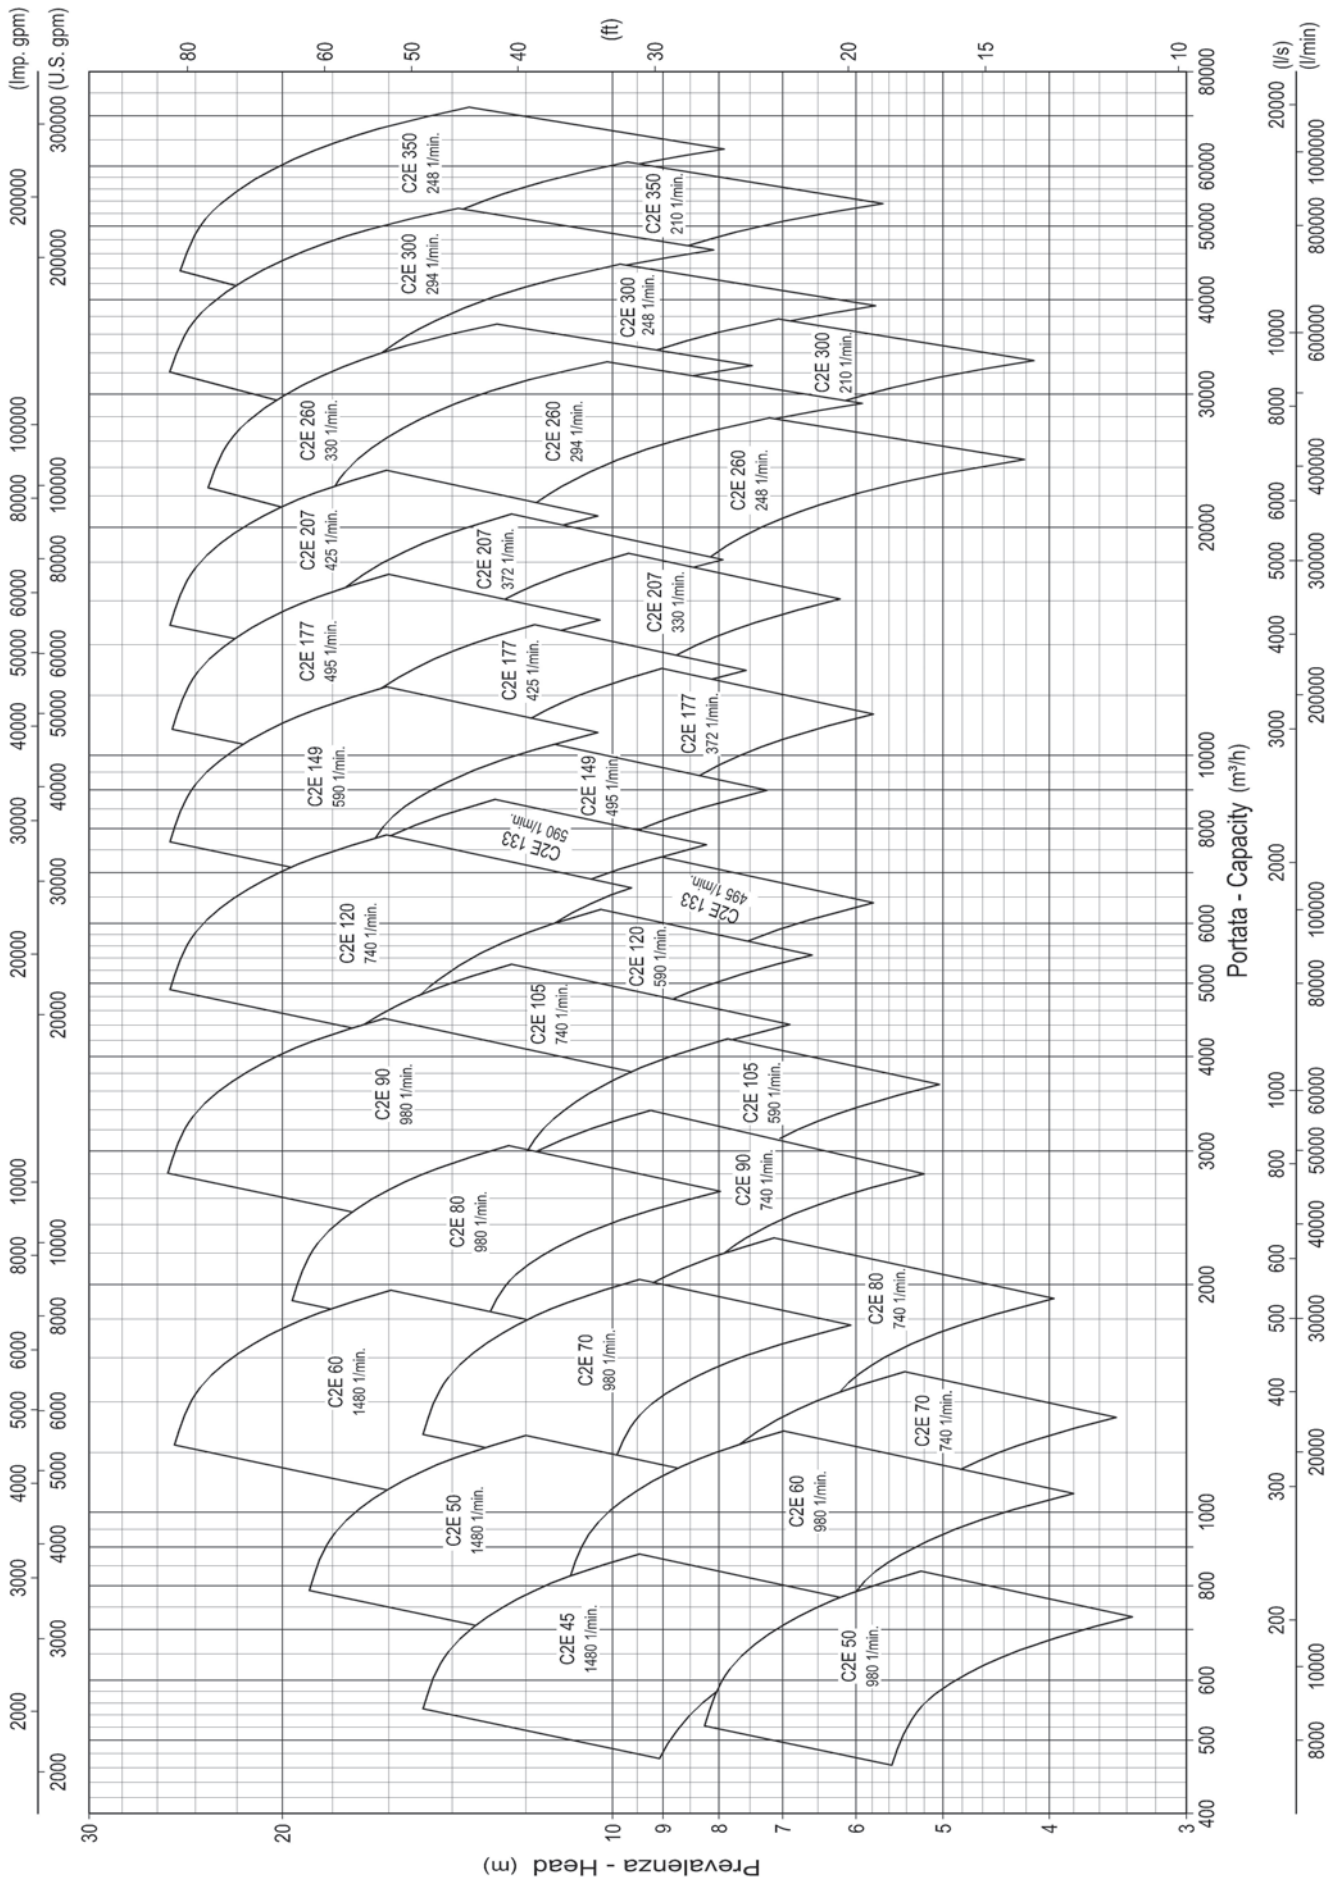 2000 3000 4000 5000 6000 8000 10000 20000 30000 40000 50000 60000 80000 100000 200000 (Imp. gpm)
2000 3000 4000 5000 6000 8000 10000 20000 30000 40000 50000 60000 80000 100000 200000 300000 (U.S. gpm)
30
20
10
9
8
7
6
5
4
3
Prevalenza - Head (m)
80
60
50
40
30
20
15
10
(ft)
C2E 60
1480 1/min.
C2E 90
980 1/min.
C2E 120
740 1/min.
C2E 149
590 1/min.
C2E 177
495 1/min.
C2E 207
425 1/min.
C2E 260
330 1/min.
C2E 300
294 1/min.
C2E 350
248 1/min.
C2E 50
1480 1/min.
C2E 80
980 1/min.
C2E 105
740 1/min.
C2E 133
590 1/min.
C2E 177
425 1/min.
C2E 207
372 1/min.
C2E 45
1480 1/min.
C2E 70
980 1/min.
C2E 120
590 1/min.
C2E 149
495 1/min
C2E 260
294 1/min.
C2E 300
248 1/min.
C2E 350
210 1/min.
C2E 133
495 1/min.
C2E 177
372 1/min.
C2E 207
330 1/min.
C2E 60
980 1/min.
C2E 90
740 1/min.
C2E 105
590 1/min.
C2E 260
248 1/min.
C2E 300
210 1/min.
C2E 50
980 1/min.
C2E 80
740 1/min.
C2E 70
740 1/min.
400 500 600 800 1000 2000 3000 4000 5000 6000 8000 10000 20000 30000 40000 50000 60000 80000
Portata - Capacity (m³/h)
200 300 400 500 600 800 1000 2000 3000 4000 5000 6000 8000 10000 20000 (l/s)
8000 10000 20000 30000 40000 50000 60000 80000 100000 200000 300000 400000 600000 800000 1000000 (l/min)